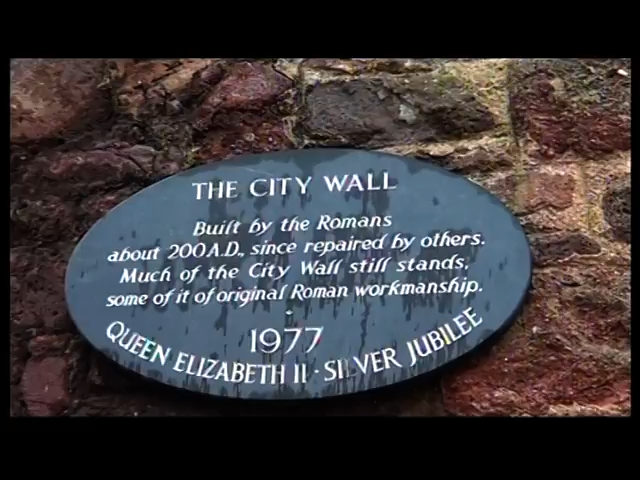 THE CITY WALL
Built by the Romans
about 200 A.D., since repaired by others.
Much of the City Wall still stands,
some of it of original Roman workmanship.
1977
QUEEN ELIZABETH II · SILVER JUBILEE